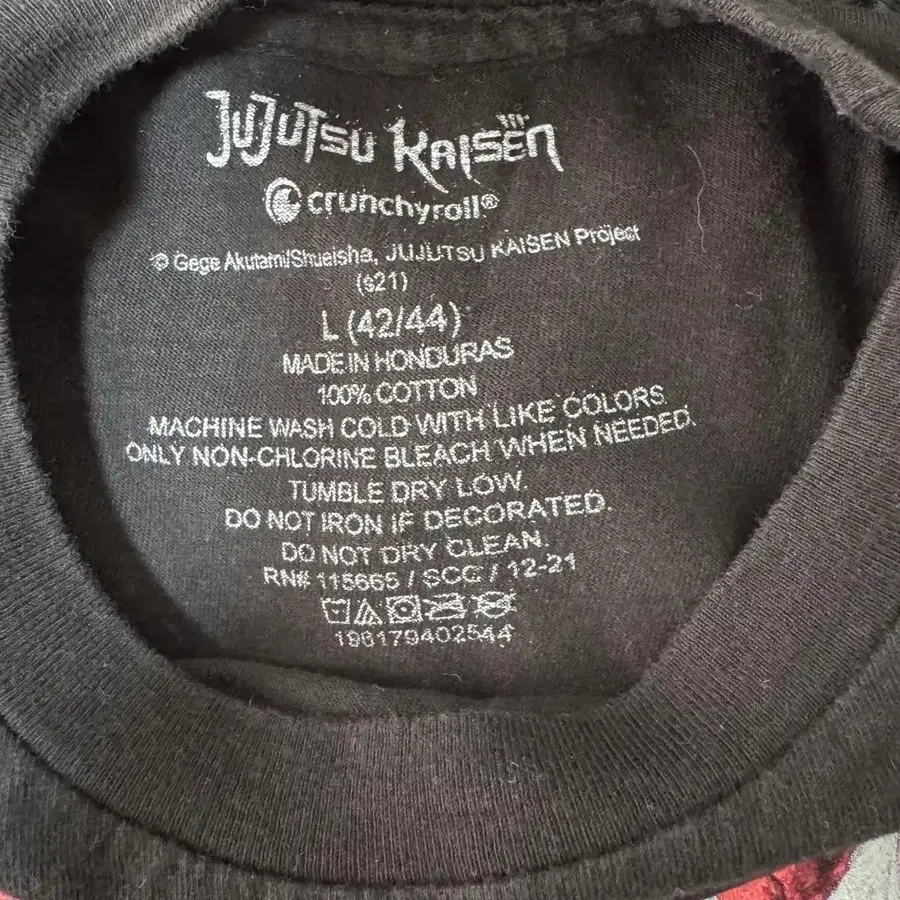 JUJUTSU KAISEN
crunchyroll®
© Gege Akutami/Shueisha, JUJUTSU KAISEN Project
(s21)
L (42/44)
MADE IN HONDURAS
100% COTTON
MACHINE WASH COLD WITH LIKE COLORS
ONLY NON-CHLORINE BLEACH WHEN NEEDED.
TUMBLE DRY LOW.
DO NOT IRON IF DECORATED.
DO NOT DRY CLEAN.
RN# 115665 / SCC / 12-21
196179402544